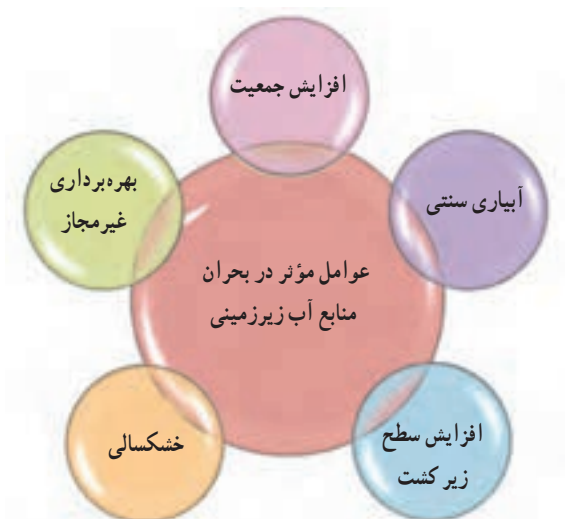 افزایش جمعیت
آبیاری سنتی
بهره‌برداری
غیرمجاز
عوامل مؤثر در بحران
منابع آب زیرزمینی
افزایش سطح
زیر کشت
خشکسالی